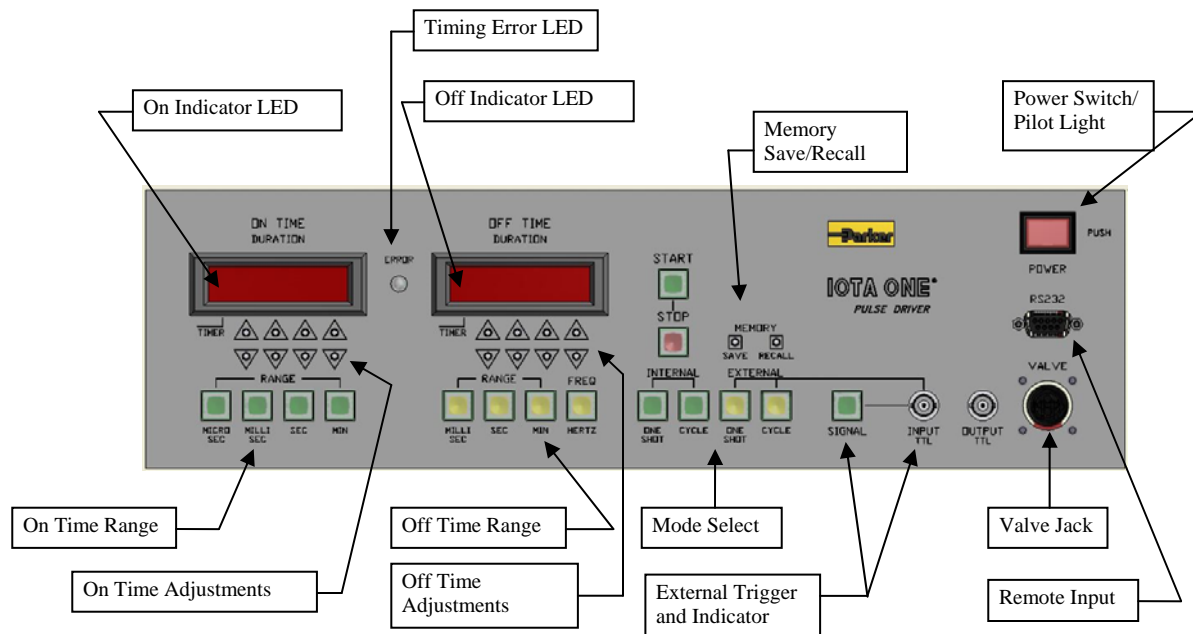 Timing Error LED
On Indicator LED
Off Indicator LED
Memory
Save/Recall
Power Switch/
Pilot Light
ON TIME
DURATION
ERROR
OFF TIME
DURATION
START
STOP
Parker
IOTA ONE*
PULSE DRIVER
PUSH
POWER
RS232
TIMER
TIMER
MEMORY
SAVE
RECALL
VALVE
RANGE
RANGE
FREQ
INTERNAL
EXTERNAL
MICRO
SEC
MILLI
SEC
SEC
MIN
MILLI
SEC
SEC
MIN
HERTZ
ONE
SHOT
CYCLE
ONE
SHOT
CYCLE
SIGNAL
INPUT
TTL
OUTPUT
TTL
On Time Range
Off Time Range
Mode Select
Valve Jack
On Time Adjustments
Off Time
Adjustments
External Trigger
and Indicator
Remote Input